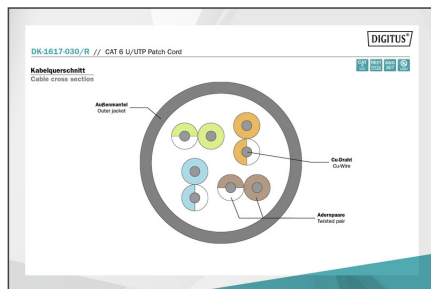 DIGITUS®
DK-1617-030/R // CAT 6 U/UTP Patch Cord
Kabelquerschnitt
Cable cross section
Außenmantel
Outer jacket
Cu-Draht
Cu-Wire
Adernpaare
Twisted pair